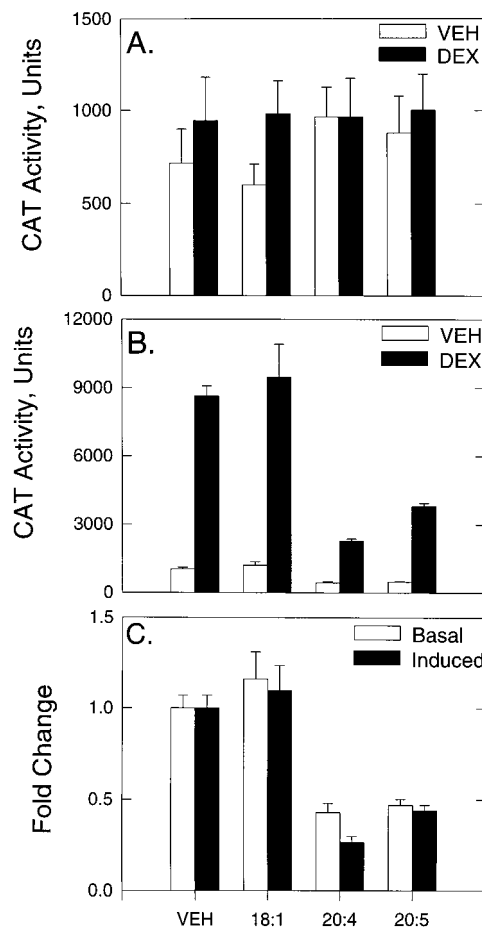 A.
VEH
DEX
CAT Activity, Units
1500
1000
500
0
B.
VEH
DEX
CAT Activity, Units
12000
9000
6000
3000
0
C.
Basal
Induced
Fold Change
1.5
1.0
0.5
0.0
VEH 18:1 20:4 20:5